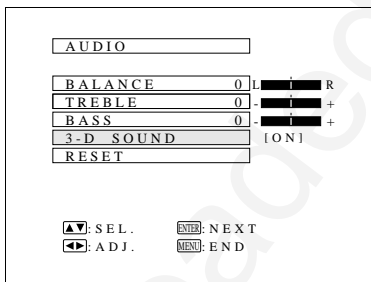 AUDIO
BALANCE 0 L R
TREBLE 0 - +
BASS 0 - +
3-D SOUND [ON]
RESET
▲▼:SEL. ENTER:NEXT
◀▶:ADJ. MENU:END